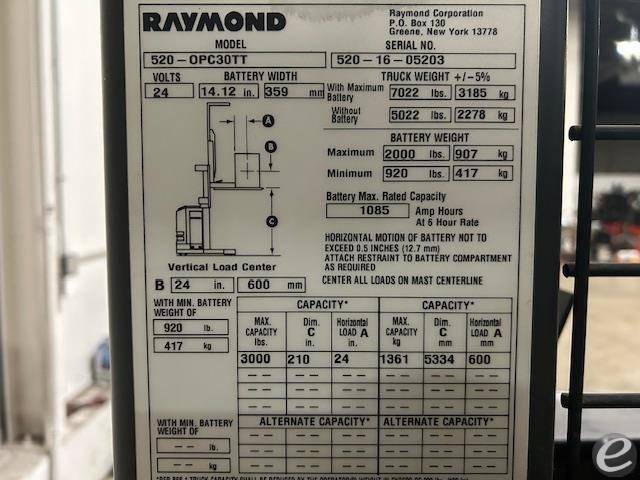 RAYMOND
Raymond Corporation
P.O. Box 130
Greene, New York 13778
MODEL
SERIAL NO.
520-OPC30TT
520-16-05203
VOLTS
BATTERY WIDTH
TRUCK WEIGHT +/-5%
24
14.12 in.
359 mm
With Maximum Battery
7022 lbs.
3185 kg
Without Battery
5022 lbs.
2278 kg
BATTERY WEIGHT
Maximum
2000 lbs.
907 kg
Minimum
920 lbs.
417 kg
A
B
C
Battery Max. Rated Capacity
1085
Amp Hours
At 6 Hour Rate
HORIZONTAL MOTION OF BATTERY NOT TO
EXCEED 0.5 INCHES (12.7 mm)
ATTACH RESTRAINT TO BATTERY COMPARTMENT
AS REQUIRED
Vertical Load Center
B 24 in. 600 mm
CENTER ALL LOADS ON MAST CENTERLINE
WITH MIN. BATTERY
WEIGHT OF
920 lb.
417 kg
CAPACITY*
CAPACITY*
MAX. CAPACITY lbs.
Dim. C in.
Horizontal LOAD A in.
MAX. CAPACITY kg
Dim. C mm
Horizontal LOAD A mm
3000 210 24 1361 5334 600
-- -- -- -- -- --
-- -- -- -- -- --
-- -- -- -- -- --
WITH MIN. BATTERY
WEIGHT OF
-- lb.
-- kg
ALTERNATE CAPACITY*
ALTERNATE CAPACITY*
-- -- -- -- -- --
-- -- -- -- -- --
-- -- -- -- -- --
e